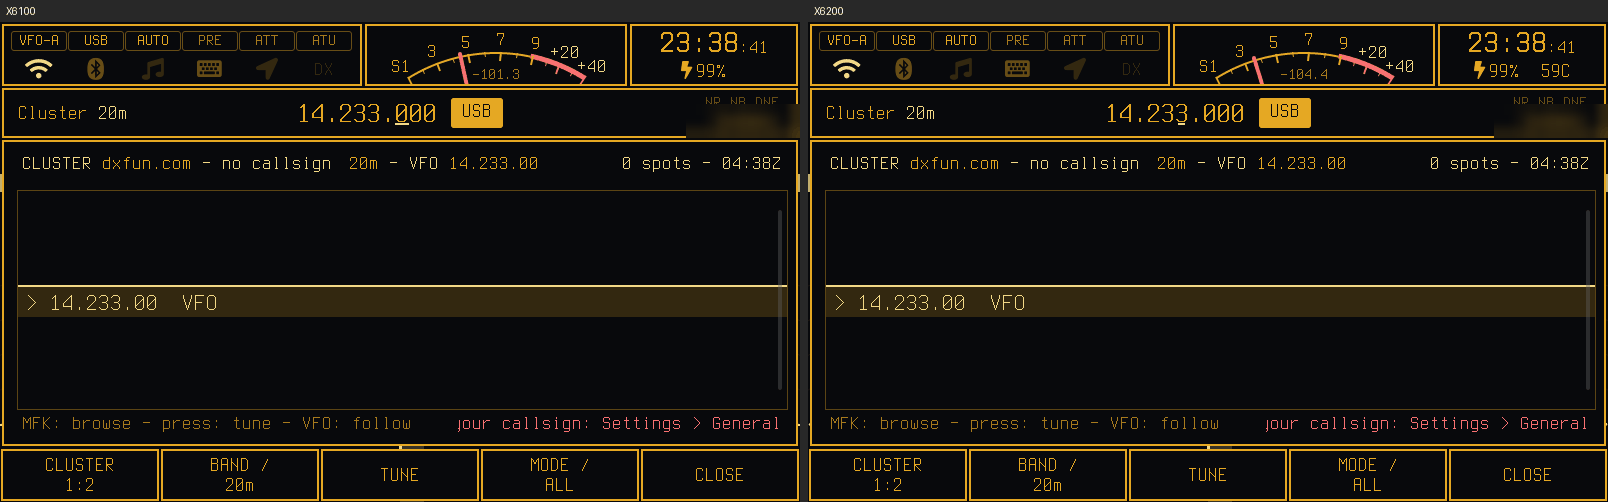 X6100
VFO-A USB AUTO PRE ATT ATU
DX
S1 3 5 7 9 +20 +40
-101.3
23:38:41
99%
Cluster 20m
14.233.000 USB
NR NB DNF
CLUSTER dxfun.com - no callsign 20m - VFO 14.233.00
0 spots - 04:38Z
> 14.233.00 VFO
MFK: browse - press: tune - VFO: follow
your callsign: Settings > General
CLUSTER
1:2
BAND /
20m
TUNE
MODE /
ALL
CLOSE
X6200
VFO-A USB AUTO PRE ATT ATU
DX
S1 3 5 7 9 +20 +40
-104.4
23:38:41
99% 59C
Cluster 20m
14.233.000 USB
NR NB DNF
CLUSTER dxfun.com - no callsign 20m - VFO 14.233.00
0 spots - 04:38Z
> 14.233.00 VFO
MFK: browse - press: tune - VFO: follow
your callsign: Settings > General
CLUSTER
1:2
BAND /
20m
TUNE
MODE /
ALL
CLOSE